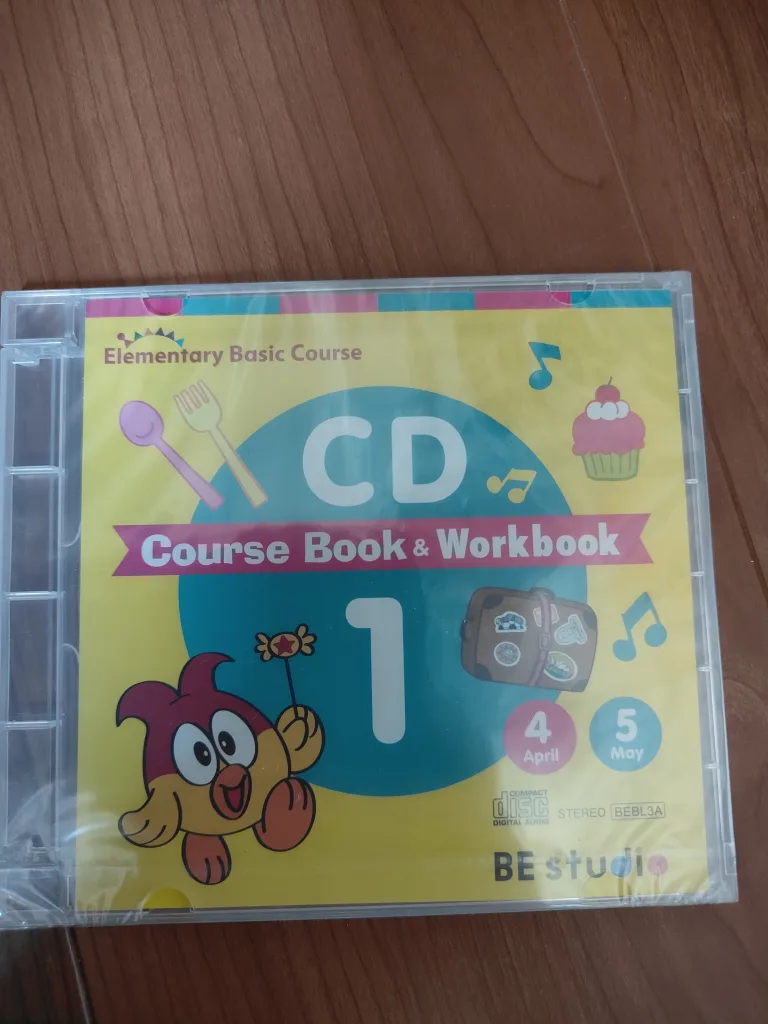 Elementary Basic Course
CD
Course Book & Workbook
1
4
April
5
May
COMPACT
disc
DIGITAL AUDIO
STEREO BEBL3A
BE studio